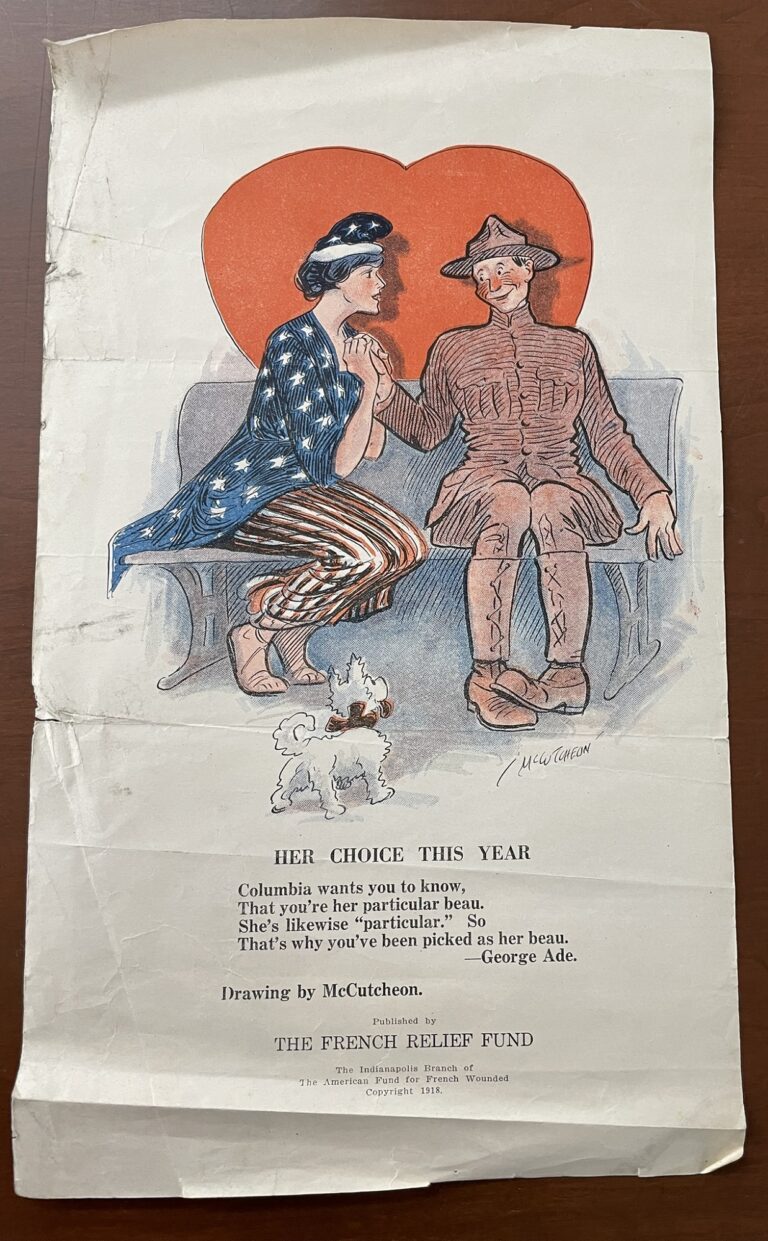 'McCUTCHEON'
HER CHOICE THIS YEAR
Columbia wants you to know,
That you're her particular beau.
She's likewise "particular." So
That's why you've been picked as her beau.
—George Ade.
Drawing by McCutcheon.
Published by
THE FRENCH RELIEF FUND
The Indianapolis Branch of
The American Fund for French Wounded
Copyright 1918.